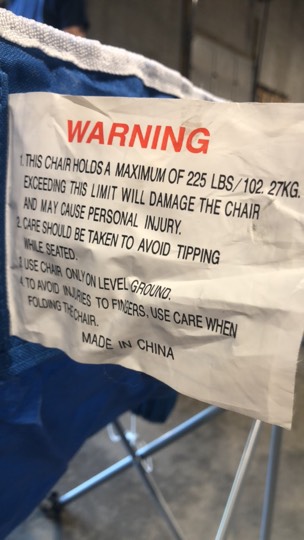 WARNING
1. THIS CHAIR HOLDS A MAXIMUM OF 225 LBS/102. 27KG.
EXCEEDING THIS LIMIT WILL DAMAGE THE CHAIR
AND MAY CAUSE PERSONAL INJURY.
2. CARE SHOULD BE TAKEN TO AVOID TIPPING
WHILE SEATED.
3. USE CHAIR ONLY ON LEVEL GROUND.
4. TO AVOID INJURIES TO FINGERS, USE CARE WHEN
FOLDING THE CHAIR.
MADE IN CHINA